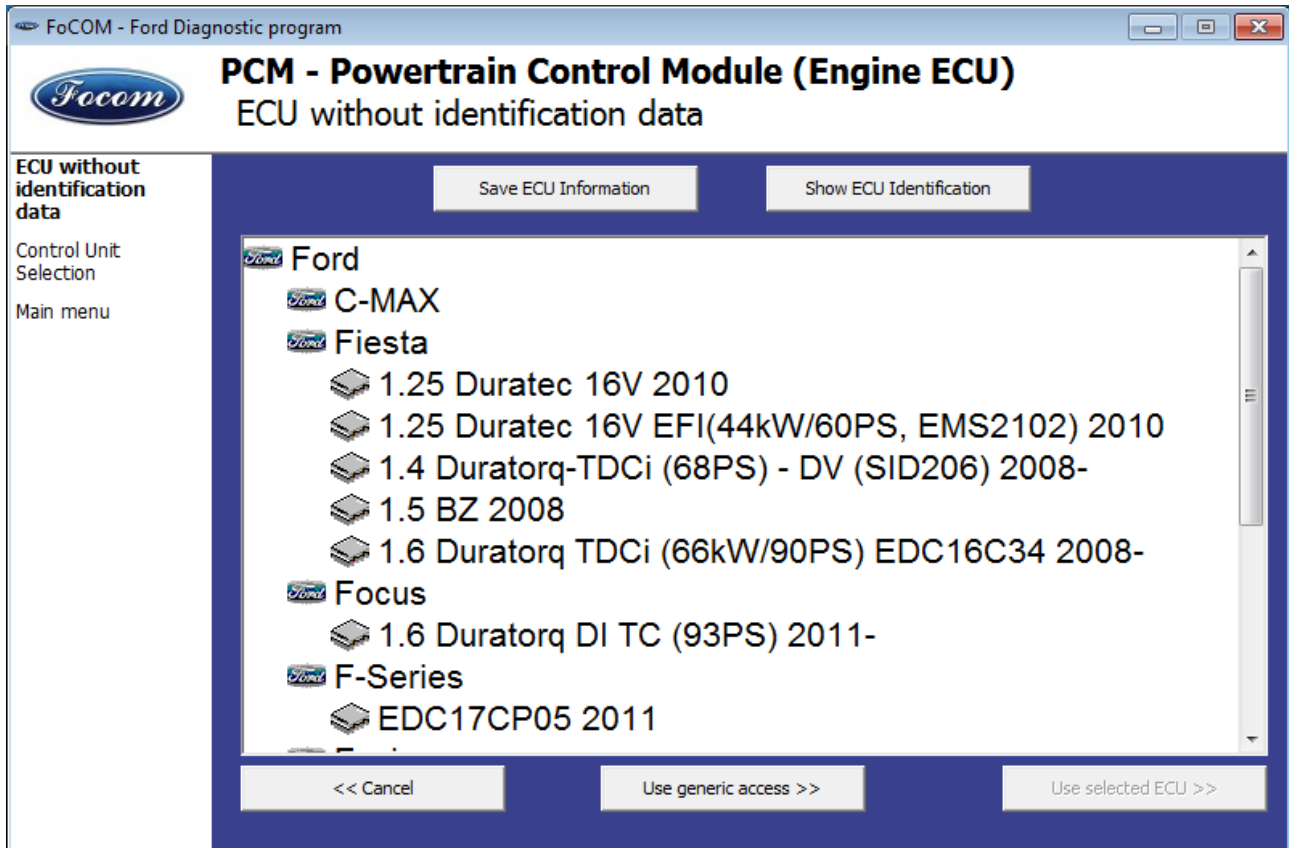 FoCOM - Ford Diagnostic program
Focom
PCM - Powertrain Control Module (Engine ECU)
ECU without identification data
ECU without
identification
data
Control Unit
Selection
Main menu
Save ECU Information
Show ECU Identification
Ford
C-MAX
Fiesta
1.25 Duratec 16V 2010
1.25 Duratec 16V EFI(44kW/60PS, EMS2102) 2010
1.4 Duratorq-TDCi (68PS) - DV (SID206) 2008-
1.5 BZ 2008
1.6 Duratorq TDCi (66kW/90PS) EDC16C34 2008-
Focus
1.6 Duratorq DI TC (93PS) 2011-
F-Series
EDC17CP05 2011
<< Cancel
Use generic access >>
Use selected ECU >>